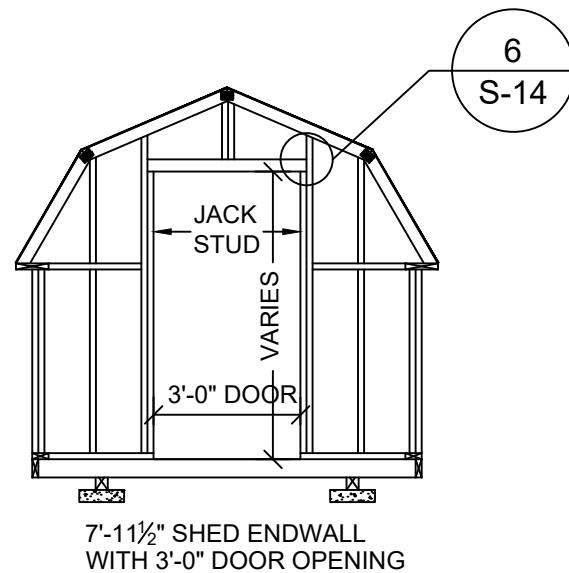 6
S-14
JACK
STUD
VARIES
3'-0" DOOR
7'-11½" SHED ENDWALL
WITH 3'-0" DOOR OPENING